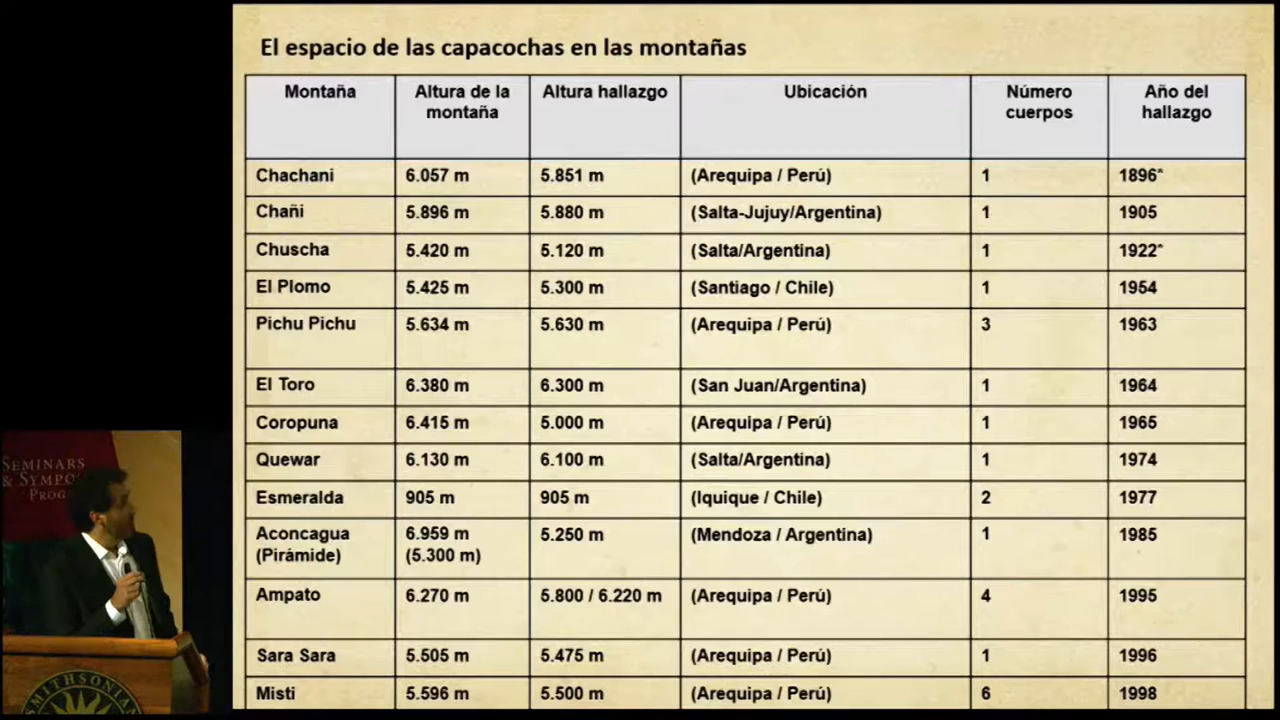 El espacio de las capacochas en las montañas
Montaña Altura de la montaña Altura hallazgo Ubicación Número cuerpos Año del hallazgo
Chachani 6.057 m 5.851 m (Arequipa / Perú) 1 1896*
Chañi 5.896 m 5.880 m (Salta-Jujuy/Argentina) 1 1905
Chuscha 5.420 m 5.120 m (Salta/Argentina) 1 1922*
El Plomo 5.425 m 5.300 m (Santiago / Chile) 1 1954
Pichu Pichu 5.634 m 5.630 m (Arequipa / Perú) 3 1963
El Toro 6.380 m 6.300 m (San Juan/Argentina) 1 1964
Coropuna 6.415 m 5.000 m (Arequipa / Perú) 1 1965
Quewar 6.130 m 6.100 m (Salta/Argentina) 1 1974
Esmeralda 905 m 905 m (Iquique / Chile) 2 1977
Aconcagua (Pirámide) 6.959 m (5.300 m) 5.250 m (Mendoza / Argentina) 1 1985
Ampato 6.270 m 5.800 / 6.220 m (Arequipa / Perú) 4 1995
Sara Sara 5.505 m 5.475 m (Arequipa / Perú) 1 1996
Misti 5.596 m 5.500 m (Arequipa / Perú) 6 1998
SEMINARS
& SYMPO
PROG
SMITHSONIAN